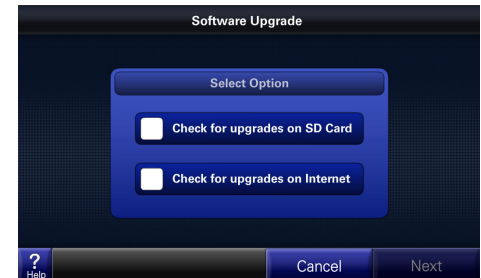 Software Upgrade
Select Option
Check for upgrades on SD Card
Check for upgrades on Internet
?
Help
Cancel
Next